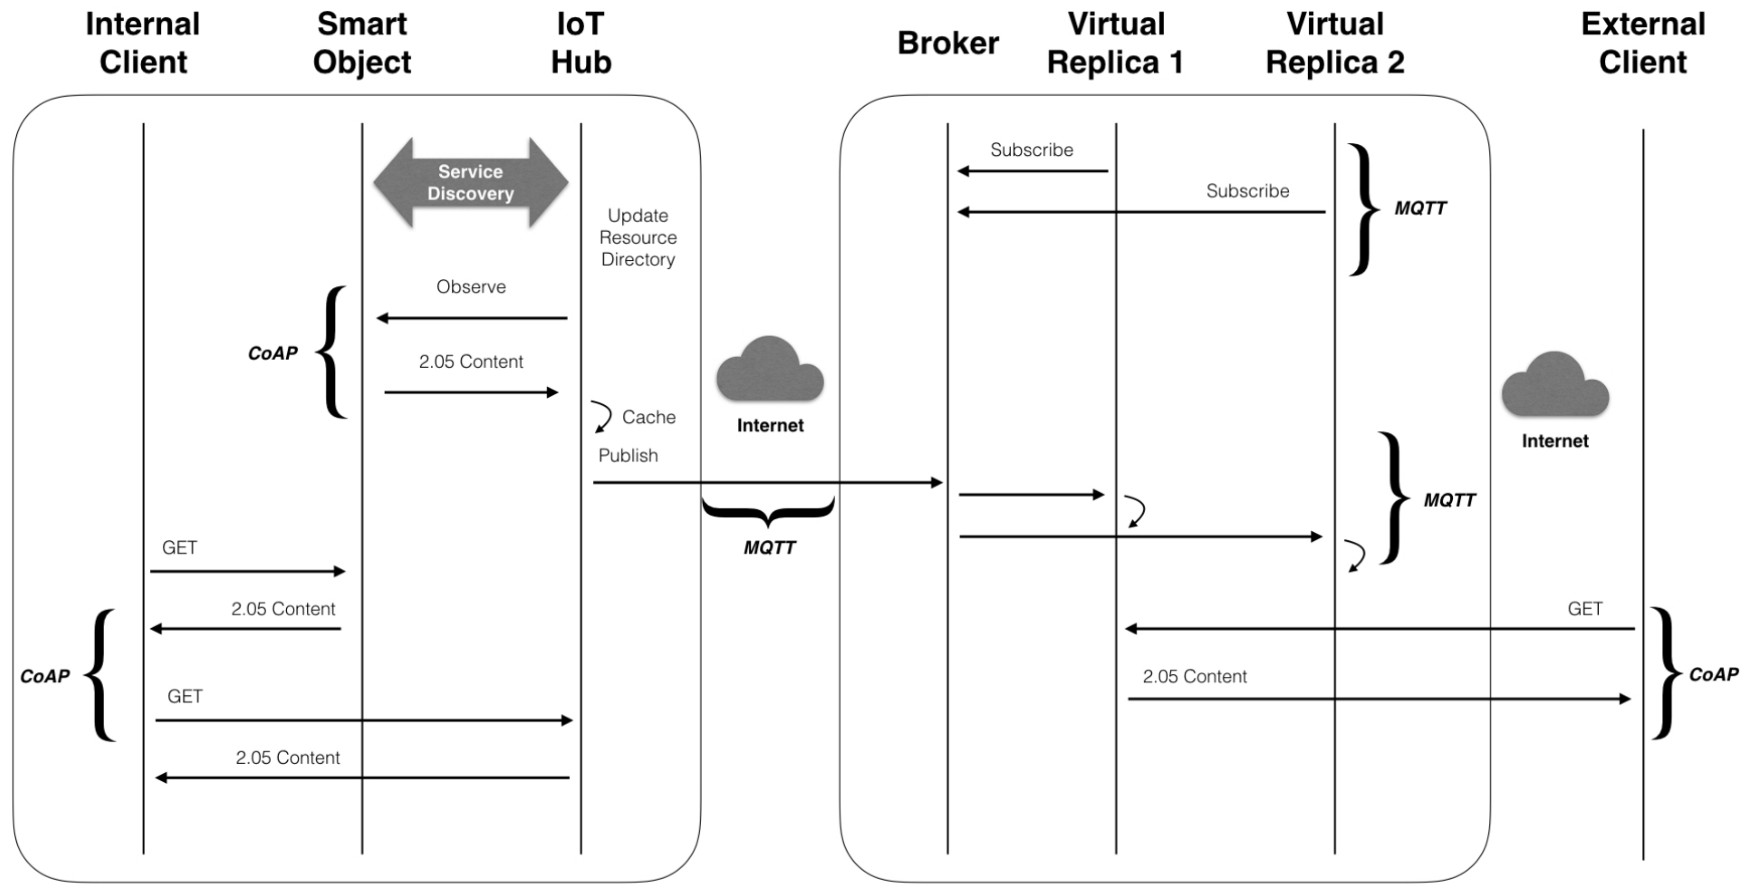 Internal
Client
Smart
Object
IoT
Hub
Broker
Virtual
Replica 1
Virtual
Replica 2
External
Client
Service
Discovery
Update
Resource
Directory
Observe
CoAP
2.05 Content
Cache
Publish
Internet
MQTT
Subscribe
Subscribe
MQTT
MQTT
Internet
GET
2.05 Content
CoAP
GET
2.05 Content
GET
2.05 Content
CoAP